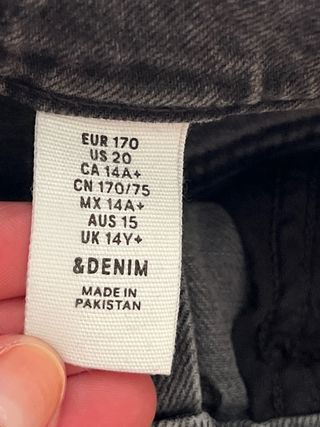 EUR 170
US 20
CA 14A+
CN 170/75
MX 14A+
AUS 15
UK 14Y+
&DENIM
MADE IN
PAKISTAN